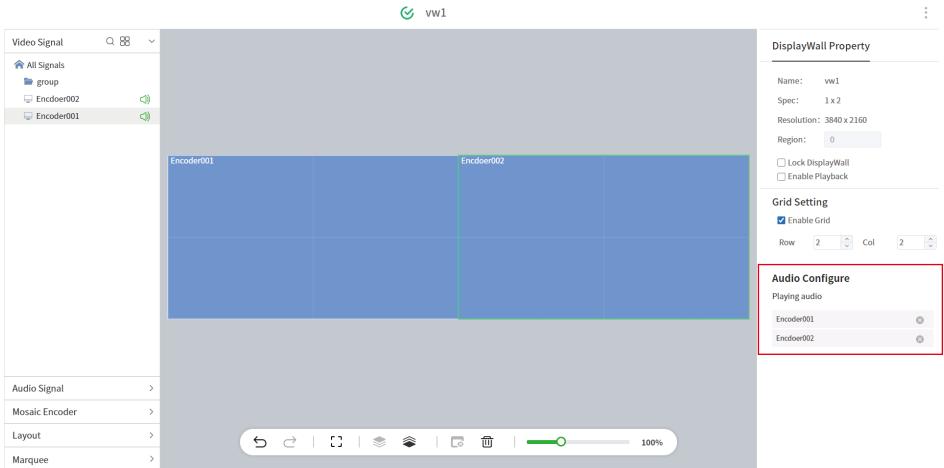 vw1
Video Signal
All Signals
group
Encdoer002
Encoder001
Audio Signal
Mosaic Encoder
Layout
Marquee
Encoder001
Encdoer002
100%
DisplayWall Property
Name: vw1
Spec: 1 x 2
Resolution: 3840 x 2160
Region: 0
Lock DisplayWall
Enable Playback
Grid Setting
Enable Grid
Row 2 Col 2
Audio Configure
Playing audio
Encoder001
Encdoer002